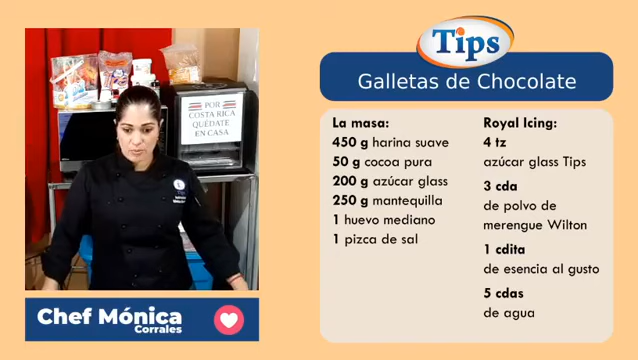 POR
COSTA RICA
QUÉDATE
EN CASA
Chef Mónica
Corrales
Tips
Galletas de Chocolate
La masa:
450 g harina suave
50 g cocoa pura
200 g azúcar glass
250 g mantequilla
1 huevo mediano
1 pizca de sal
Royal Icing:
4 tz
azúcar glass Tips
3 cda
de polvo de
merengue Wilton
1 cdita
de esencia al gusto
5 cdas
de agua